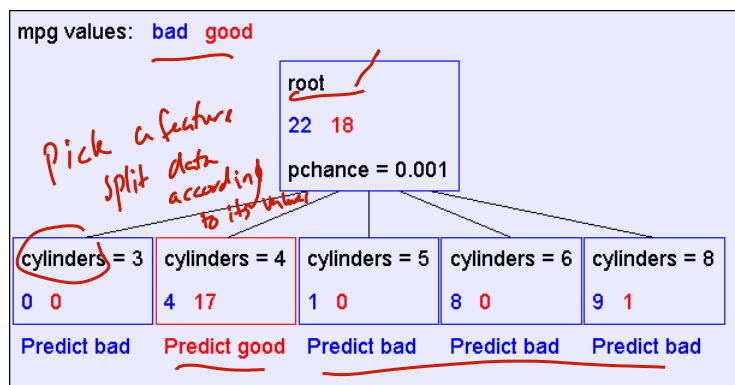 mpg values: bad good
root
22 18
pchance = 0.001
Pick a feature
split data
according
to its values
cylinders = 3
0 0
Predict bad
cylinders = 4
4 17
Predict good
cylinders = 5
1 0
Predict bad
cylinders = 6
8 0
Predict bad
cylinders = 8
9 1
Predict bad